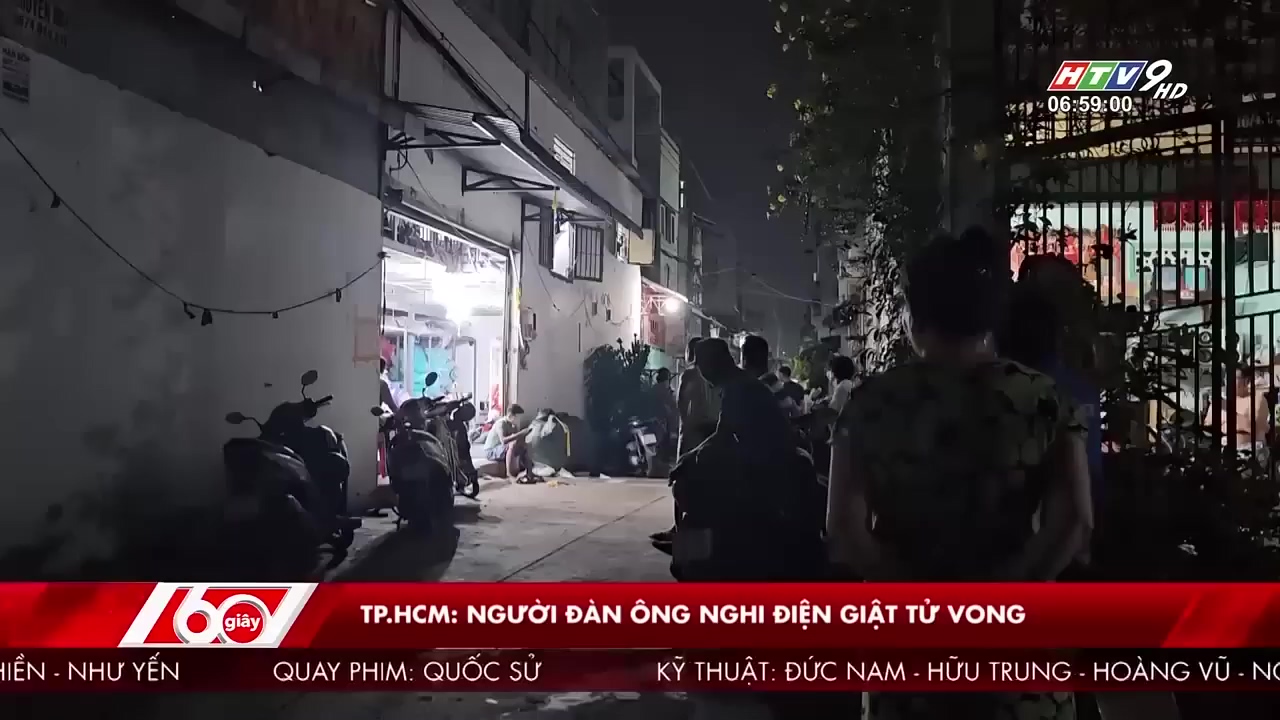 HTV9 HD
06:59:00
60 giây
TP.HCM: NGƯỜI ĐÀN ÔNG NGHI ĐIỆN GIẬT TỬ VONG
HIỀN - NHƯ YẾN QUAY PHIM: QUỐC SỬ KỸ THUẬT: ĐỨC NAM - HỮU TRUNG - HOÀNG VŨ -